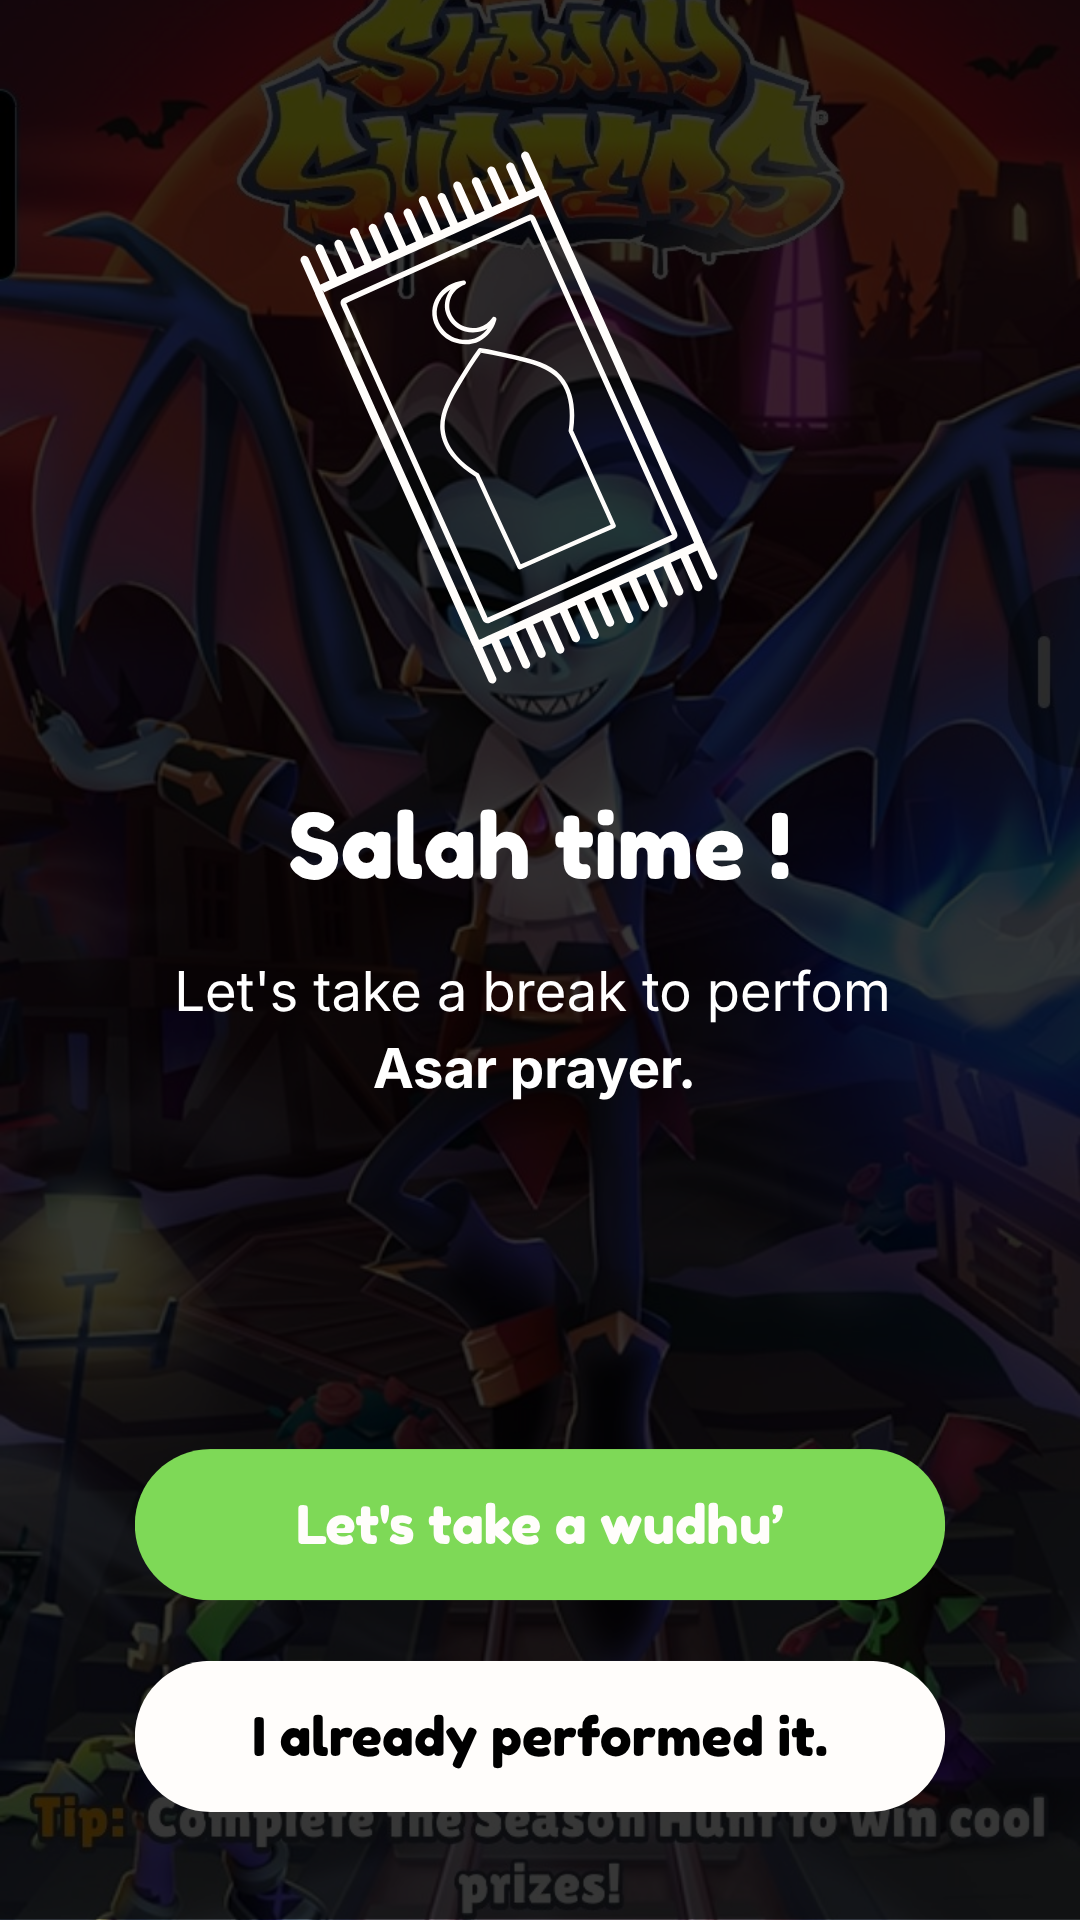 SUBWAY
SURFERS
Salah time !
Let's take a break to perfom
Asar prayer.
Let's take a wudhu’
I already performed it.
Tip: Complete the Season Hunt to win cool
prizes!